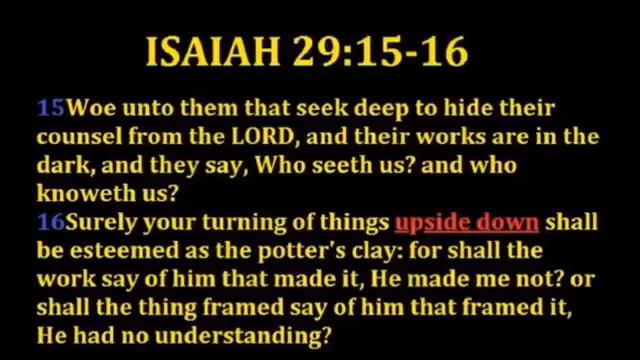 ISAIAH 29:15-16
15Woe unto them that seek deep to hide their
counsel from the LORD, and their works are in the
dark, and they say, Who seeth us? and who
knoweth us?
16Surely your turning of things upside down shall
be esteemed as the potter's clay: for shall the
work say of him that made it, He made me not? or
shall the thing framed say of him that framed it,
He had no understanding?